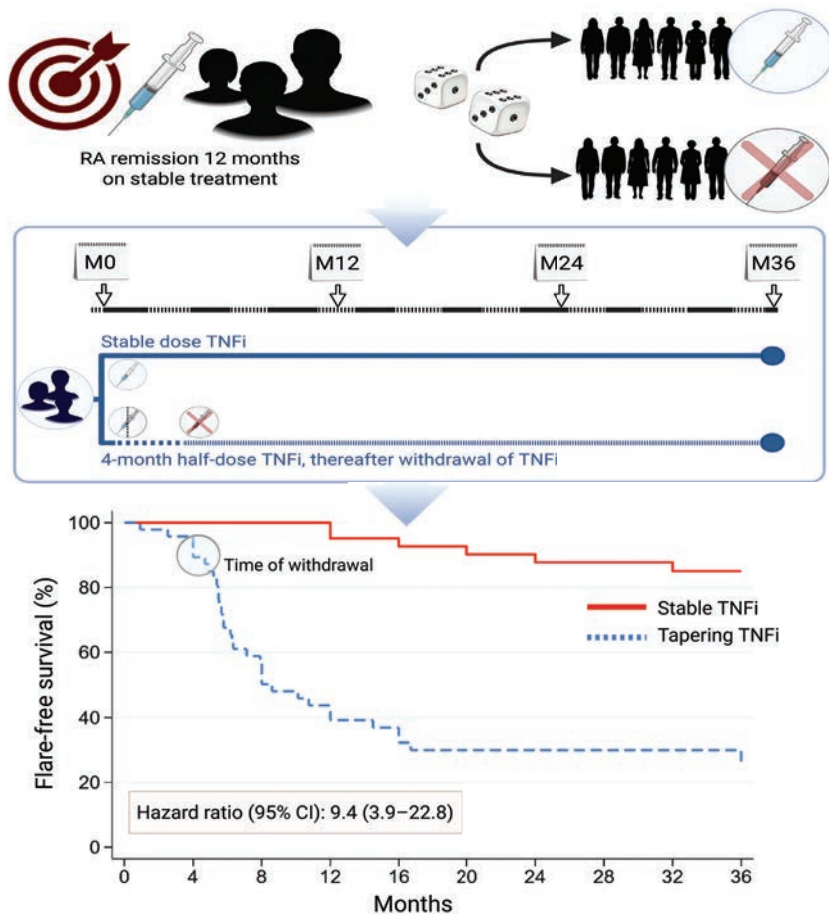 RA remission 12 months
on stable treatment
M0
M12
M24
M36
Stable dose TNFi
4-month half-dose TNFi, thereafter withdrawal of TNFi
100
80
60
40
20
0
Flare-free survival (%)
Time of withdrawal
Stable TNFi
Tapering TNFi
Hazard ratio (95% CI): 9.4 (3.9–22.8)
0 4 8 12 16 20 24 28 32 36
Months